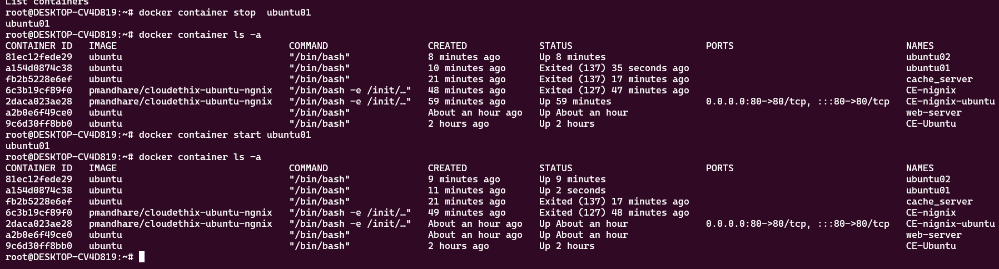 List containers
root@DESKTOP-CV4D819:~# docker container stop  ubuntu01
ubuntu01
root@DESKTOP-CV4D819:~# docker container ls -a
CONTAINER ID   IMAGE                               COMMAND                  CREATED             STATUS                        PORTS                               NAMES
81ec12fede29   ubuntu                              "/bin/bash"              8 minutes ago       Up 8 minutes                                                      ubuntu02
a154d0874c38   ubuntu                              "/bin/bash"              10 minutes ago      Exited (137) 35 seconds ago                                       ubuntu01
fb2b5228e6ef   ubuntu                              "/bin/bash"              21 minutes ago      Exited (137) 17 minutes ago                                       cache_server
6c3b19cf89f0   pmandhare/cloudethix-ubuntu-ngnix   "/bin/bash -e /init/…"   48 minutes ago      Exited (127) 47 minutes ago                                       CE-nignix
2daca023ae28   pmandhare/cloudethix-ubuntu-ngnix   "/bin/bash -e /init/…"   59 minutes ago      Up 59 minutes                 0.0.0.0:80->80/tcp, :::80->80/tcp   CE-nignix-ubuntu
a2b0e6f49ce0   ubuntu                              "/bin/bash"              About an hour ago   Up About an hour                                                  web-server
9c6d30ff8bb0   ubuntu                              "/bin/bash"              2 hours ago         Up 2 hours                                                        CE-Ubuntu
root@DESKTOP-CV4D819:~# docker container start ubuntu01
ubuntu01
root@DESKTOP-CV4D819:~# docker container ls -a
CONTAINER ID   IMAGE                               COMMAND                  CREATED             STATUS                        PORTS                               NAMES
81ec12fede29   ubuntu                              "/bin/bash"              9 minutes ago       Up 9 minutes                                                      ubuntu02
a154d0874c38   ubuntu                              "/bin/bash"              11 minutes ago      Up 2 seconds                                                      ubuntu01
fb2b5228e6ef   ubuntu                              "/bin/bash"              21 minutes ago      Exited (137) 17 minutes ago                                       cache_server
6c3b19cf89f0   pmandhare/cloudethix-ubuntu-ngnix   "/bin/bash -e /init/…"   49 minutes ago      Exited (127) 48 minutes ago                                       CE-nignix
2daca023ae28   pmandhare/cloudethix-ubuntu-ngnix   "/bin/bash -e /init/…"   About an hour ago   Up About an hour              0.0.0.0:80->80/tcp, :::80->80/tcp   CE-nignix-ubuntu
a2b0e6f49ce0   ubuntu                              "/bin/bash"              About an hour ago   Up About an hour                                                  web-server
9c6d30ff8bb0   ubuntu                              "/bin/bash"              2 hours ago         Up 2 hours                                                        CE-Ubuntu
root@DESKTOP-CV4D819:~#